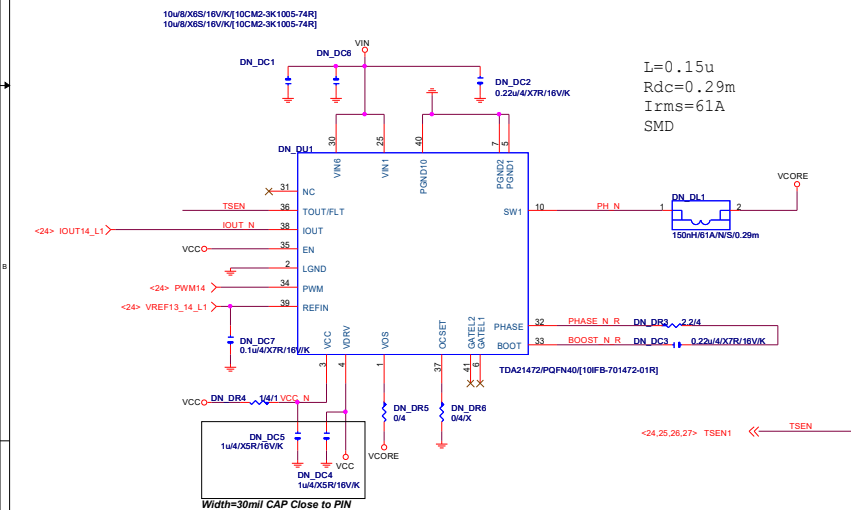 10u/8/X6S/16V/K/[10CM2-3K1005-74R]
10u/8/X6S/16V/K/[10CM2-3K1005-74R]
VIN
DN_DC1
DN_DC6
DN_DC2
0.22u/4/X7R/16V/K
L=0.15u
Rdc=0.29m
Irms=61A
SMD
DN_DU1
30
25
40
7
5
VIN6
VIN1
PGND10
PGND2
PGND1
31
NC
TSEN
36
TOUT/FLT
<24> IOUT14_L1
IOUT_N
38
IOUT
VCC
35
EN
2
LGND
<24> PWM14
34
PWM
<24> VREF13_14_L1
39
REFIN
SW1
10
PH_N
1
DN_DL1
2
150nH/61A/N/S/0.29m
VCORE
PHASE
32
PHASE_N_R
DN_DR3
2.2/4
BOOT
33
BOOST_N_R
DN_DC3
0.22u/4/X7R/16V/K
DN_DC7
0.1u/4/X7R/16V/K
VCC
VDRV
VOS
OCSET
GATEL2
GATEL1
3
4
1
37
41
6
TDA21472/PQFN40/[10IFB-701472-01R]
VCC
DN_DR4
1/4/1
VCC_N
DN_DR5
0/4
DN_DR6
0/4/X
VCORE
DN_DC5
1u/4/X5R/16V/K
VCC
DN_DC4
1u/4/X5R/16V/K
Width=30mil CAP Close to PIN
<24,25,26,27> TSEN1
TSEN
B